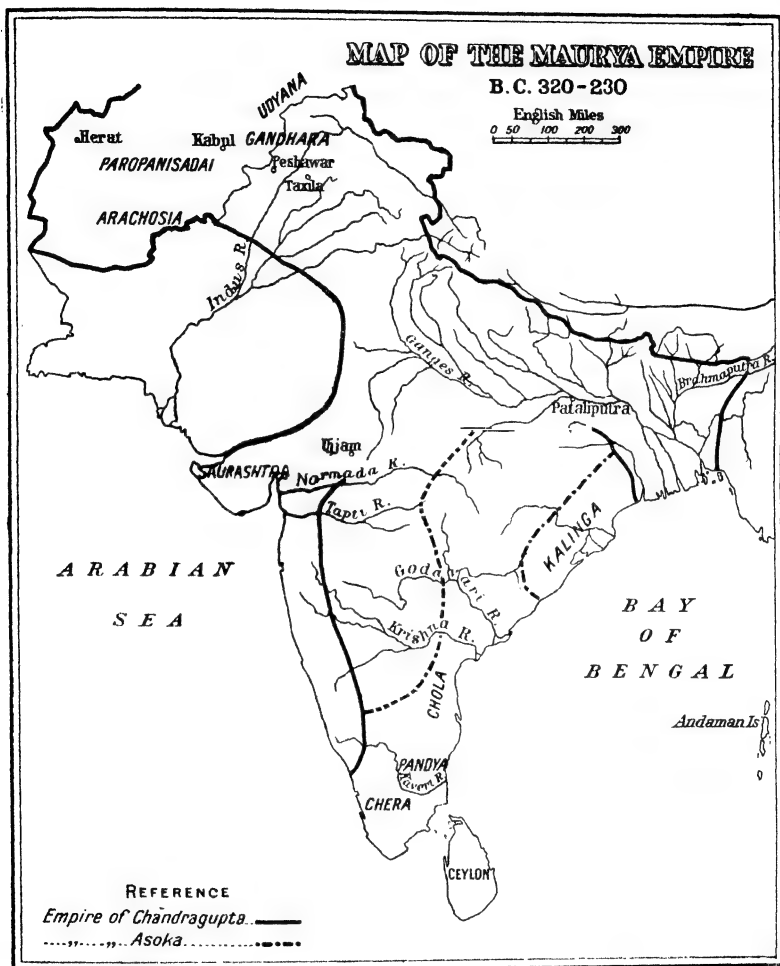 MAP OF THE MAURYA EMPIRE
B.C. 320-230
English Miles
0 50 100 200 300
UDYANA
Herat
Kabul
GANDHARA
PAROPANISADAI
Peshawar
Taxila
ARACHOSIA
Indus R.
Ganges R.
Brahmaputra R.
Pataliputra
Ujjain
SAURASHTRA
Narmada R.
Tapti R.
KALINGA
ARABIAN
SEA
Godavari R.
Krishna R.
BAY
OF
BENGAL
CHOLA
Andaman Is
PANDYA
Kaveri R.
CHERA
CEYLON
REFERENCE
Empire of Chandragupta
....,,....,, Asoka